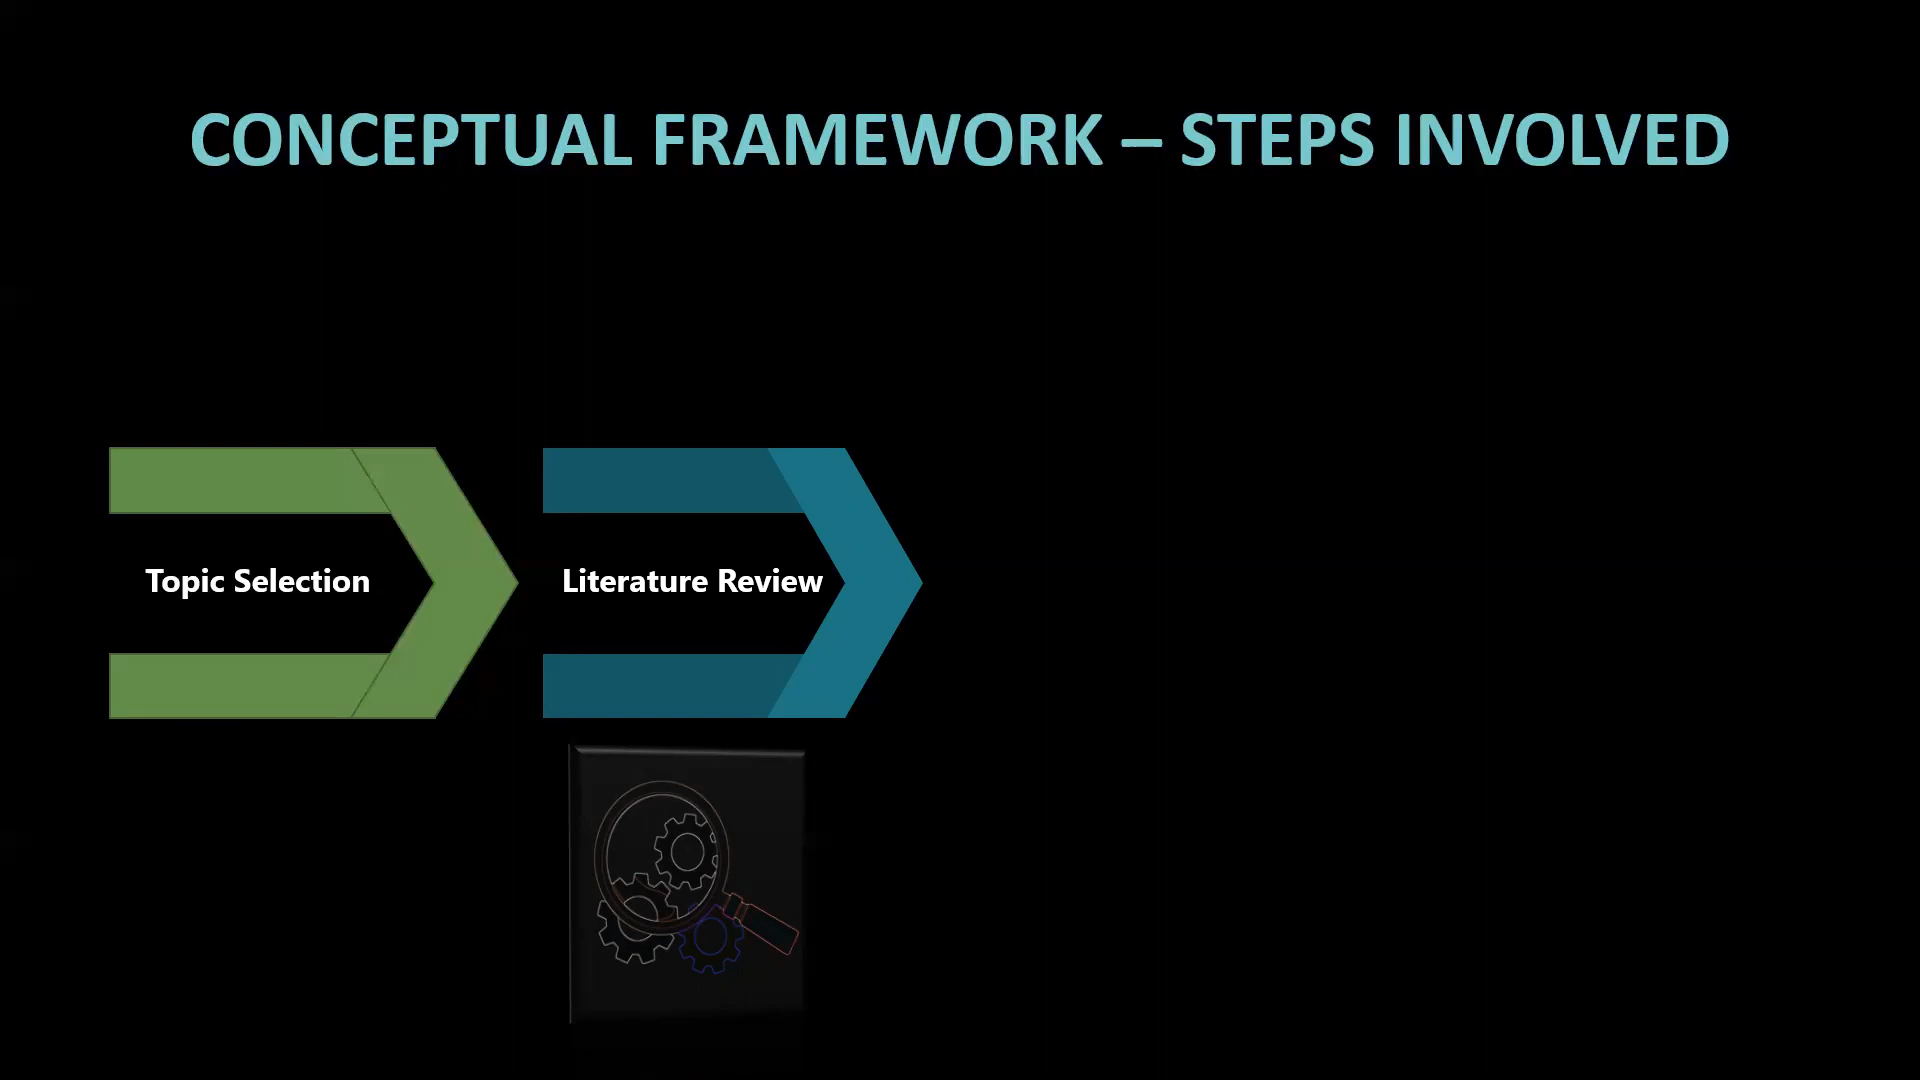 CONCEPTUAL FRAMEWORK – STEPS INVOLVED
Topic Selection
Literature Review